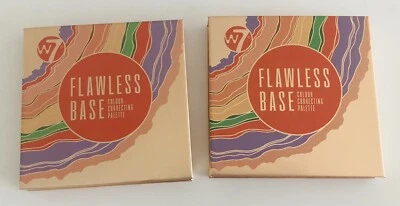 W7
FLAWLESS
BASE
COLOUR
CORRECTING
PALETTE
W7
FLAWLESS
BASE
COLOUR
CORRECTING
PALETTE